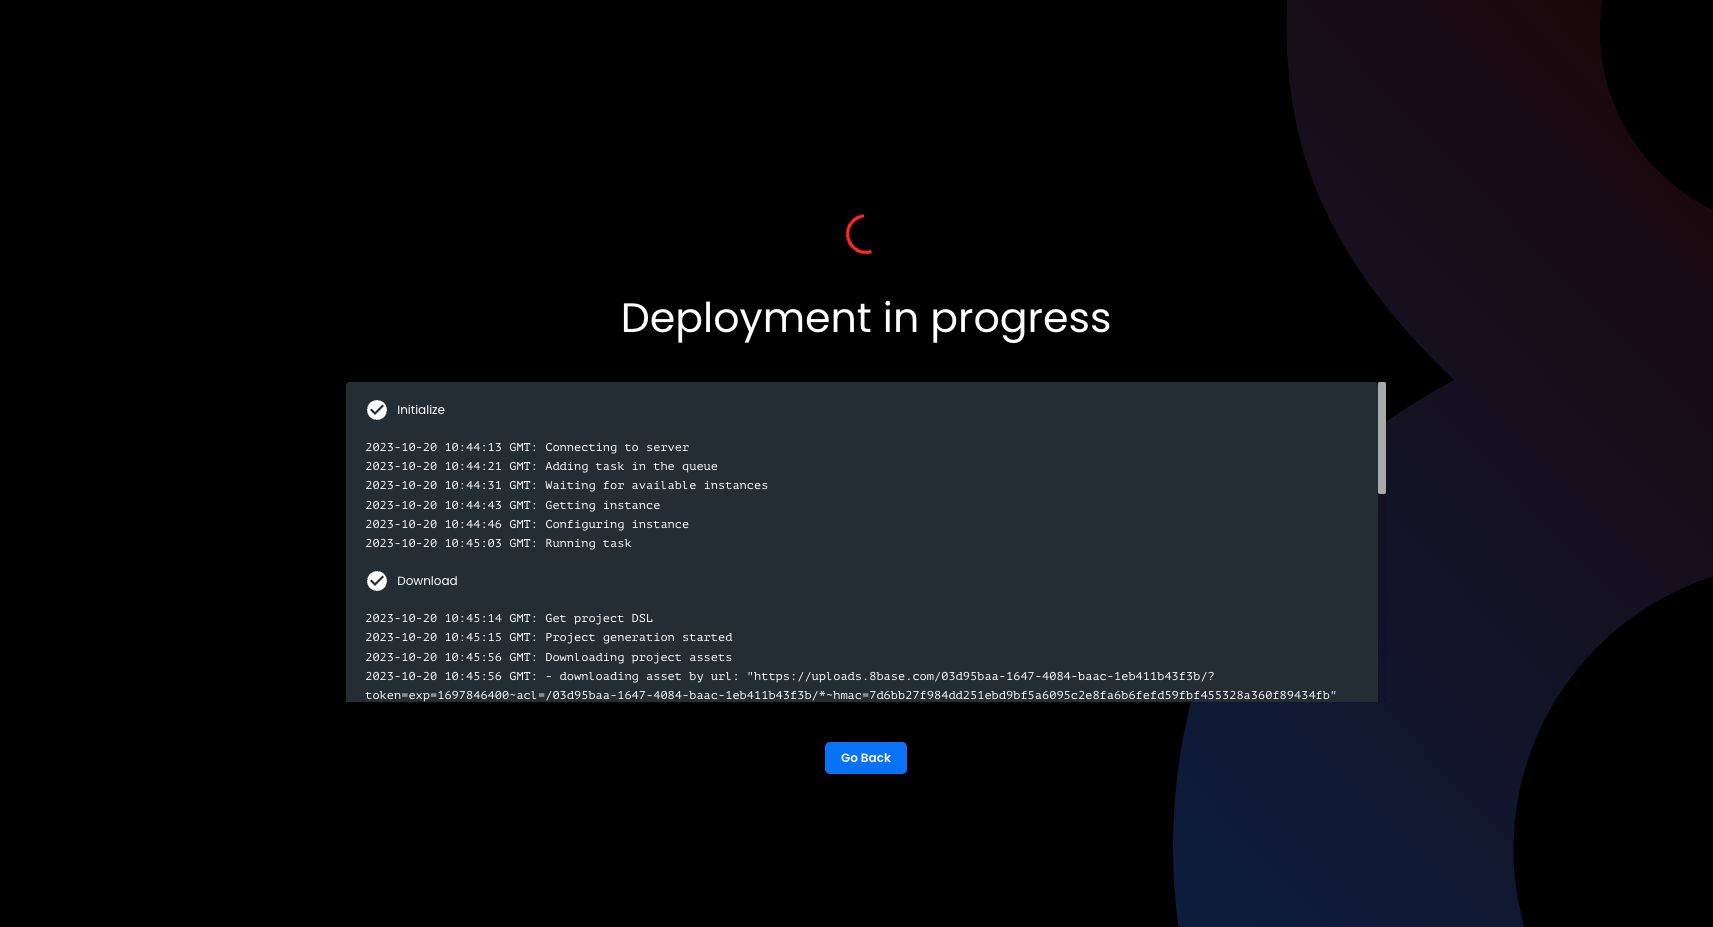 Deployment in progress
Initialize
2023-10-20 10:44:13 GMT: Connecting to server
2023-10-20 10:44:21 GMT: Adding task in the queue
2023-10-20 10:44:31 GMT: Waiting for available instances
2023-10-20 10:44:43 GMT: Getting instance
2023-10-20 10:44:46 GMT: Configuring instance
2023-10-20 10:45:03 GMT: Running task
Download
2023-10-20 10:45:14 GMT: Get project DSL
2023-10-20 10:45:15 GMT: Project generation started
2023-10-20 10:45:56 GMT: Downloading project assets
2023-10-20 10:45:56 GMT: - downloading asset by url: "https://uploads.8base.com/03d95baa-1647-4084-baac-1eb411b43f3b/?
token=exp=1697846400~acl=/03d95baa-1647-4084-baac-1eb411b43f3b/*~hmac=7d6bb27f984dd251ebd9bf5a6095c2e8fa6b6fefd59fbf455328a360f89434fb"
Go Back